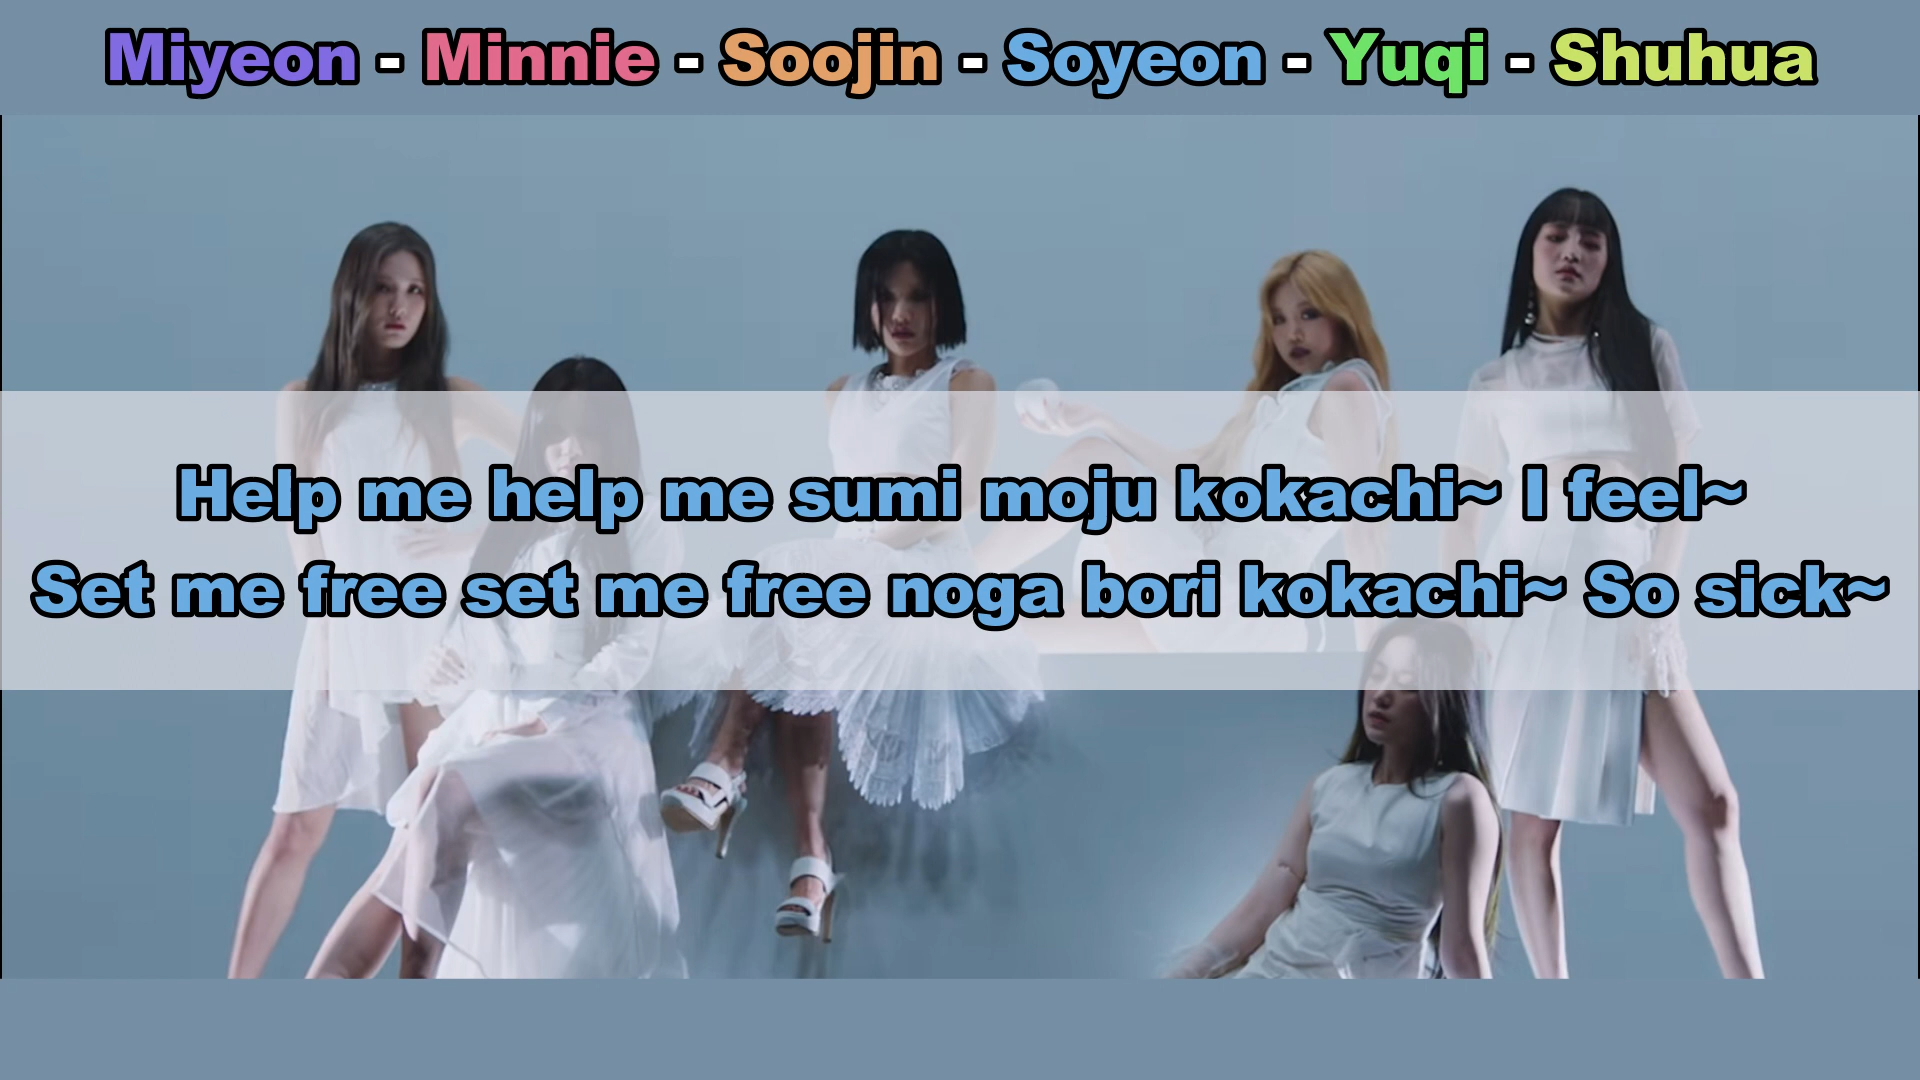 Miyeon - Minnie - Soojin - Soyeon - Yuqi - Shuhua
Help me help me sumi moju kokachi~ I feel~
Set me free set me free noga bori kokachi~ So sick~